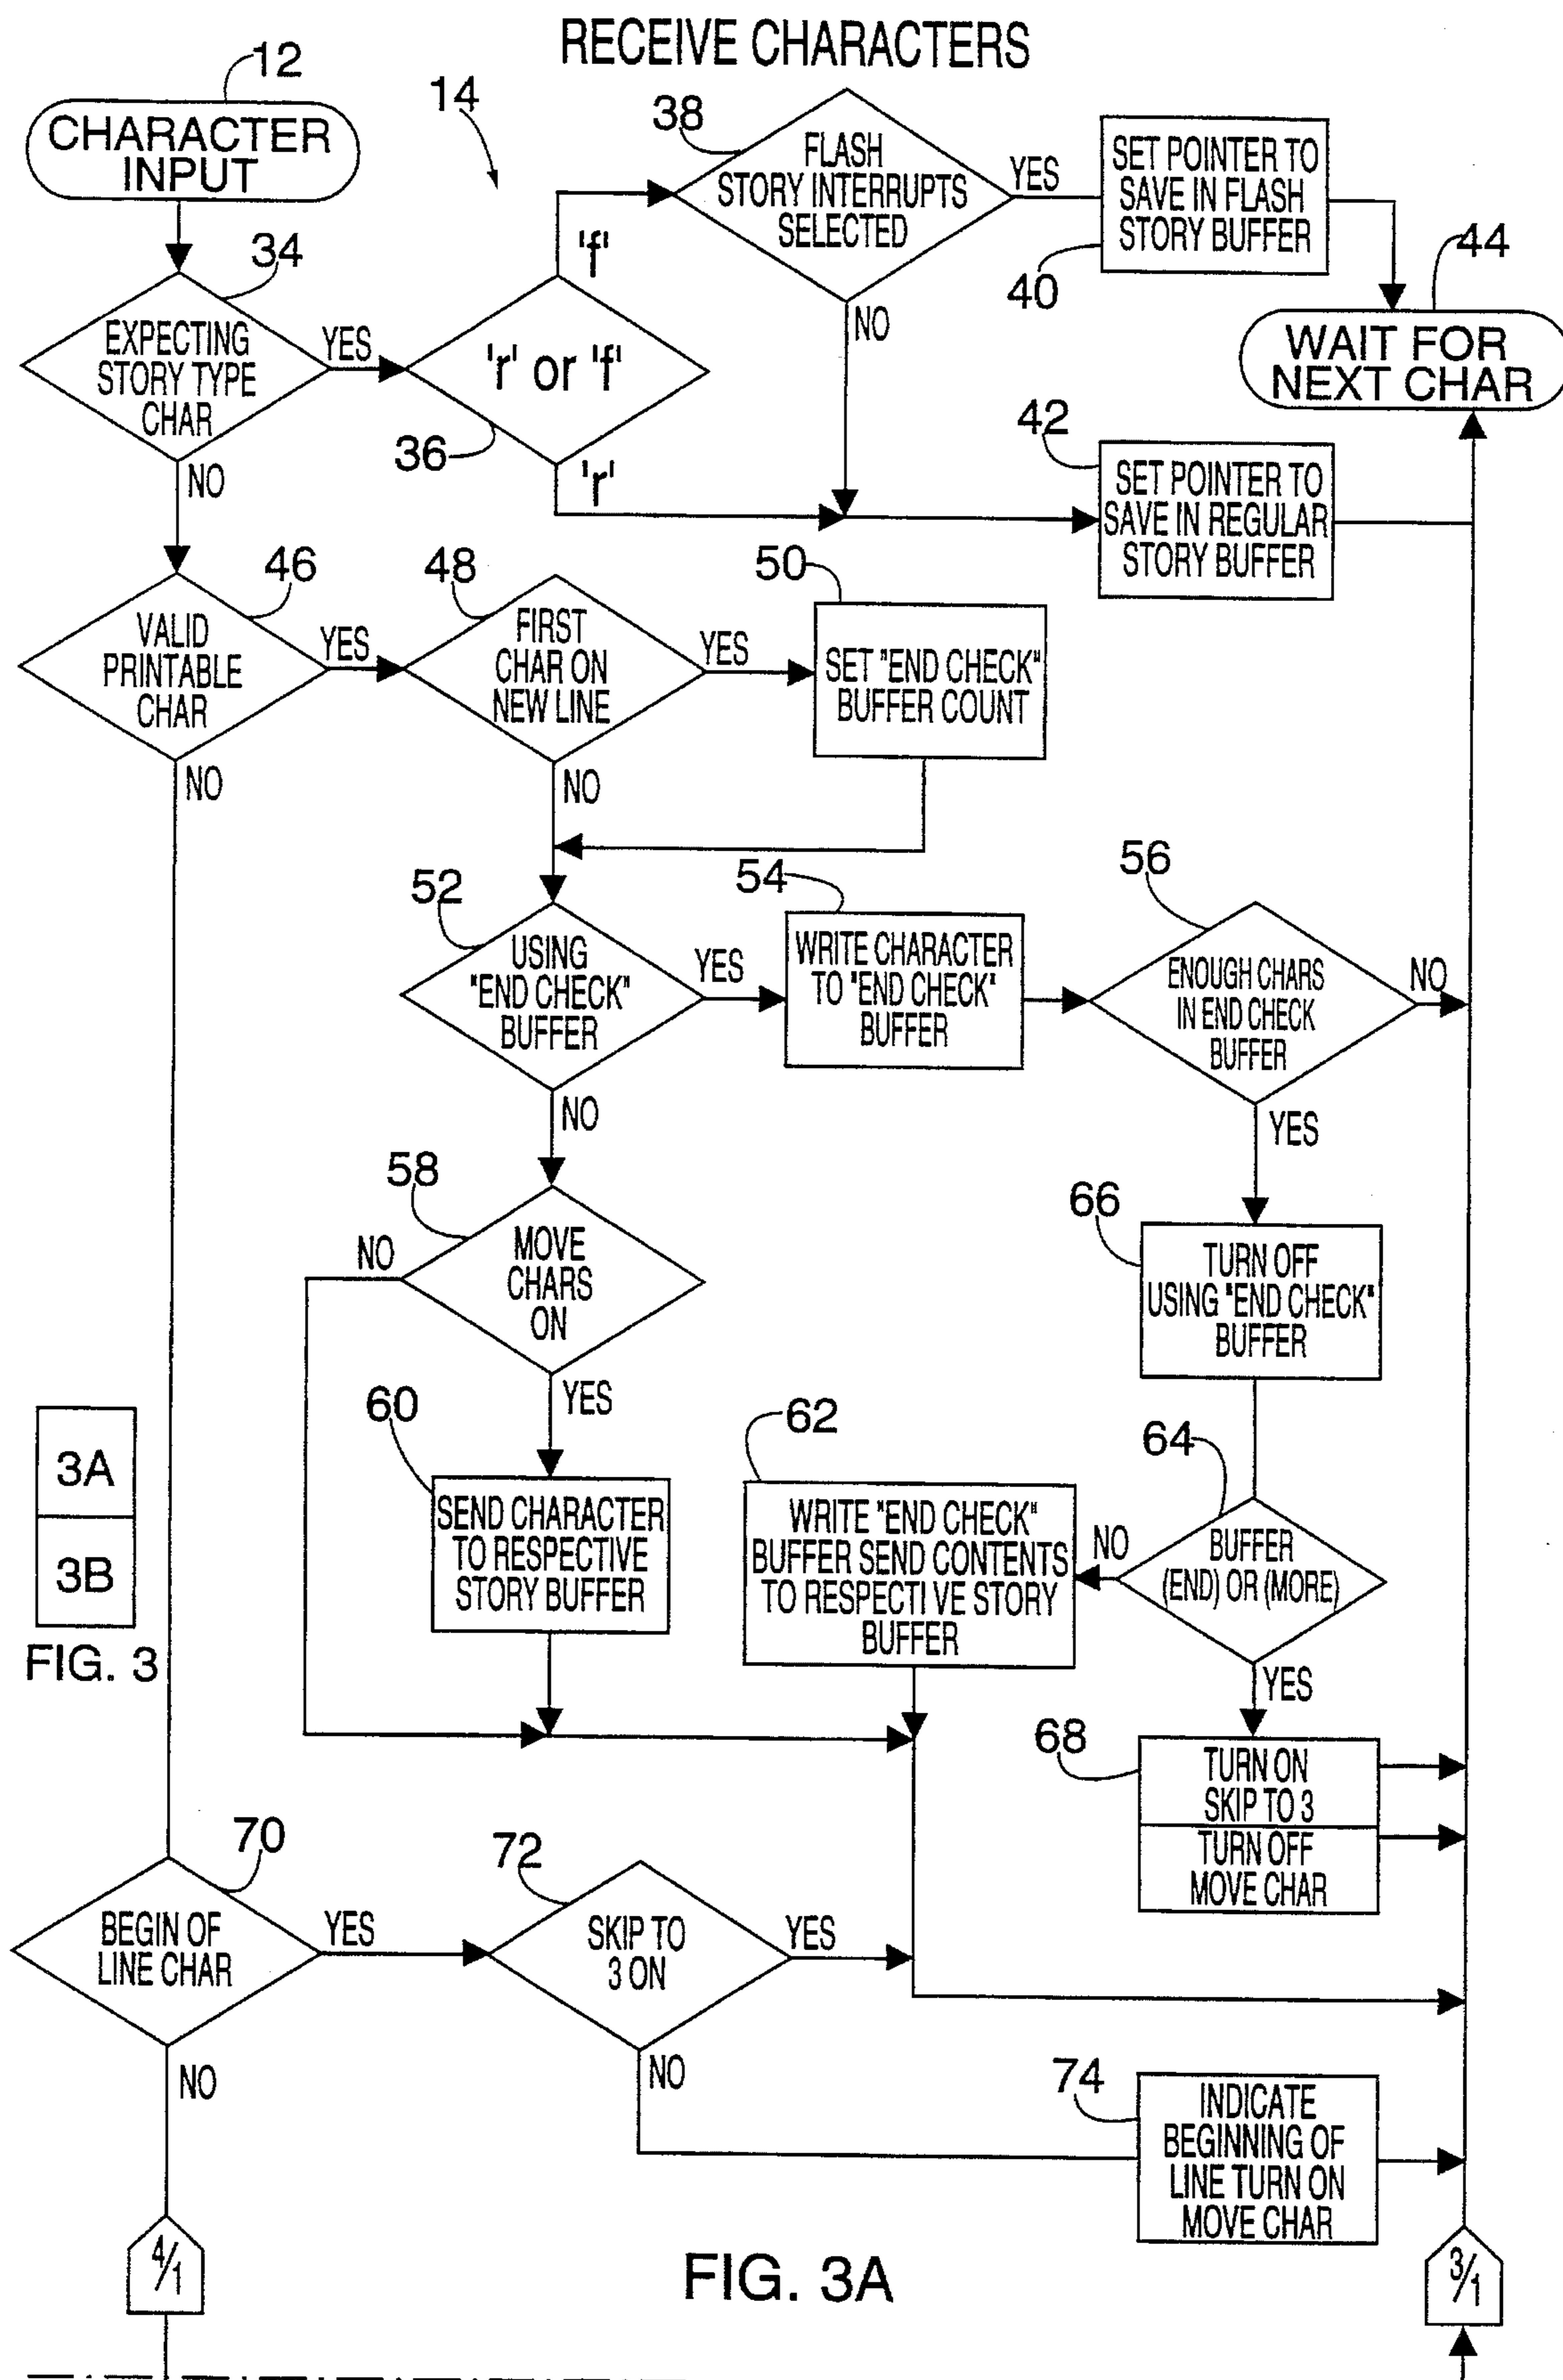 RECEIVE CHARACTERS
12
CHARACTER
INPUT
14
34
EXPECTING
STORY TYPE
CHAR
YES
NO
'r' or 'f'
36
'f'
'r'
38
FLASH
STORY INTERRUPTS
SELECTED
YES
NO
SET POINTER TO
SAVE IN FLASH
STORY BUFFER
40
44
WAIT FOR
NEXT CHAR
42
SET POINTER TO
SAVE IN REGULAR
STORY BUFFER
46
VALID
PRINTABLE
CHAR
YES
NO
48
FIRST
CHAR ON
NEW LINE
YES
NO
50
SET "END CHECK"
BUFFER COUNT
52
USING
"END CHECK"
BUFFER
YES
NO
54
WRITE CHARACTER
TO "END CHECK"
BUFFER
56
ENOUGH CHARS
IN END CHECK
BUFFER
NO
YES
58
MOVE
CHARS
ON
NO
YES
66
TURN OFF
USING "END CHECK"
BUFFER
60
SEND CHARACTER
TO RESPECTIVE
STORY BUFFER
62
WRITE "END CHECK"
BUFFER SEND CONTENTS
TO RESPECTIVE STORY
BUFFER
64
BUFFER
(END) OR (MORE)
NO
YES
3A
3B
FIG. 3
68
TURN ON
SKIP TO 3
TURN OFF
MOVE CHAR
70
BEGIN OF
LINE CHAR
YES
NO
72
SKIP TO
3 ON
YES
NO
74
INDICATE
BEGINNING OF
LINE TURN ON
MOVE CHAR
4/1
FIG. 3A
3/1